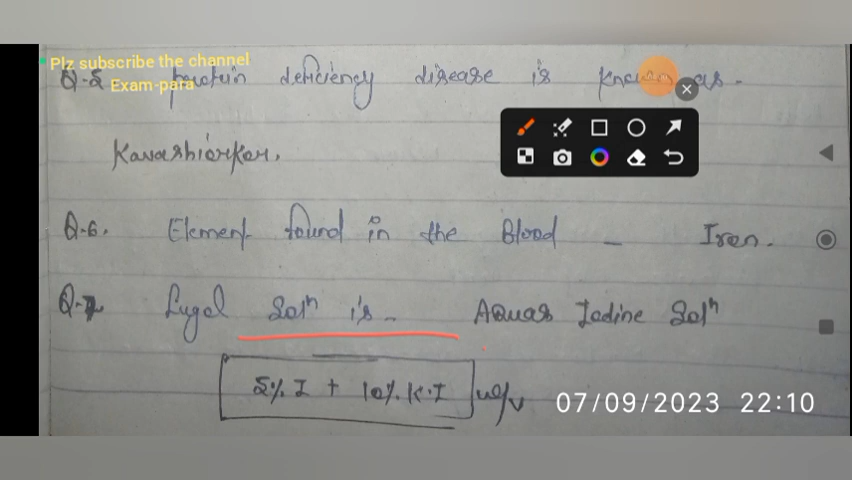 Plz subscribe the channel
Exam-para
Q-5. protein deficiency disease is known as -
Kavashiorkor.
Q-6. Element found in the Blood - Iron.
Q-7 Lugol Solⁿ is - Aquas Iodine Solⁿ
5% I + 10% K.I w/v
07/09/2023 22:10